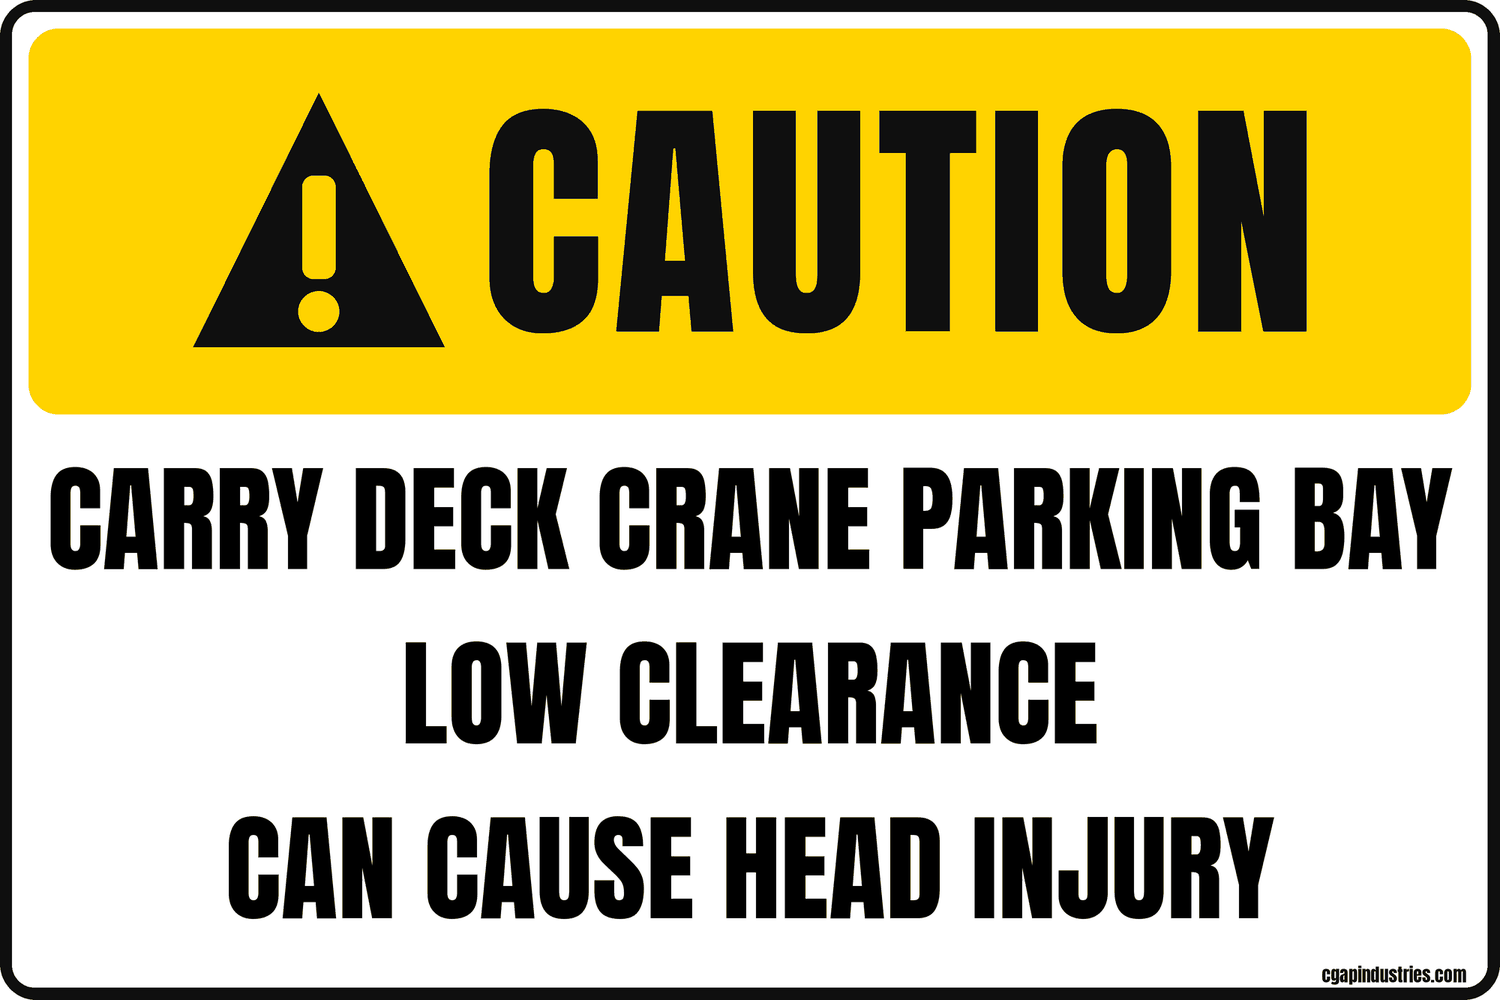 CAUTION
CARRY DECK CRANE PARKING BAY
LOW CLEARANCE
CAN CAUSE HEAD INJURY
cgapindustries.com